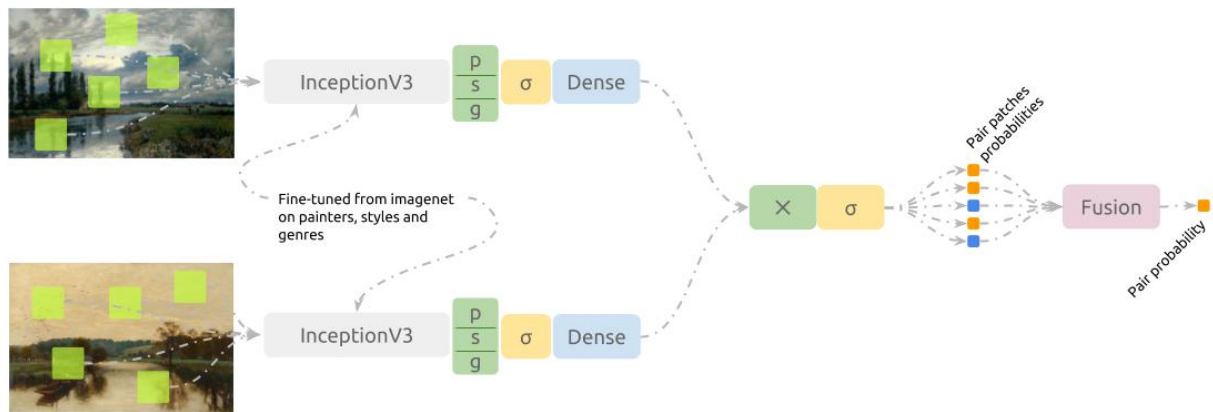 InceptionV3
p
s
g
σ
Dense
Fine-tuned from imagenet
on painters, styles and
genres
InceptionV3
p
s
g
σ
Dense
×
σ
Pair patches
probabilities
Fusion
Pair probability